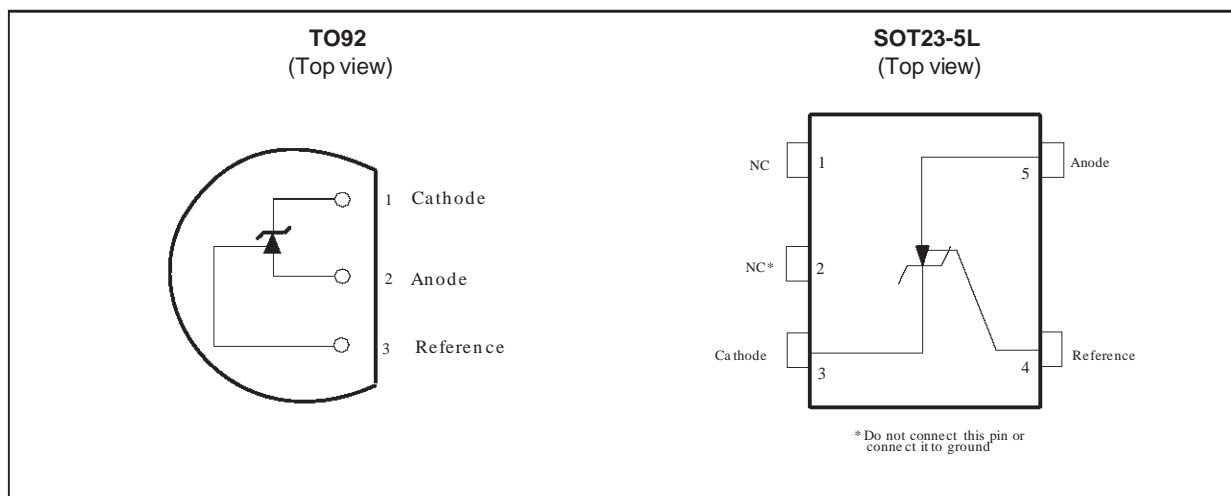 TO92
(Top view)
1 Cathode
2 Anode
3 Reference
SOT23-5L
(Top view)
NC 1
5 Anode
NC* 2
Cathode 3
4 Reference
* Do not connect this pin or
connect it to ground